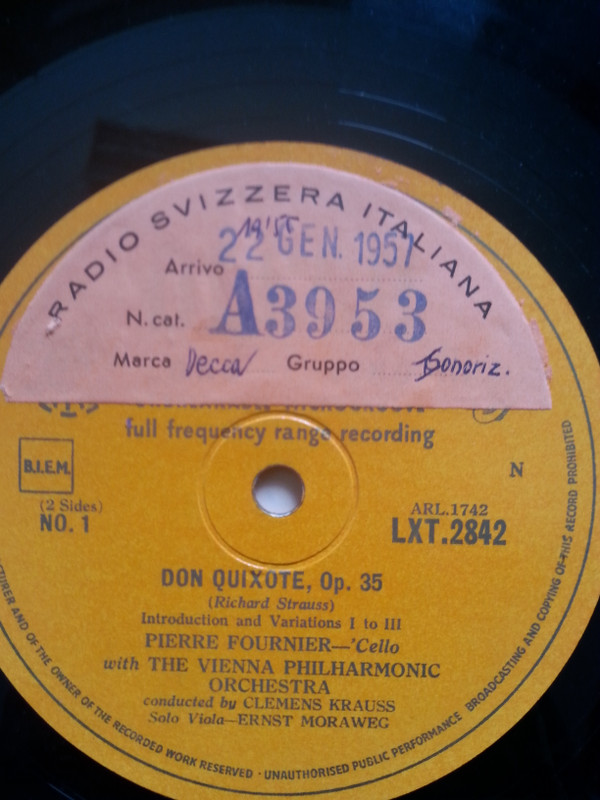 RADIO SVIZZERA ITALIANA
22 GEN. 1957
Arrivo
N. cat. A3953
Marca Decca Gruppo Sonoriz.
full frequency range recording
B.I.E.M. N
(2 Sides) ARL.1742
NO. 1 LXT.2842
DON QUIXOTE, Op. 35
(Richard Strauss)
Introduction and Variations I to III
PIERRE FOURNIER—'Cello
with THE VIENNA PHILHARMONIC
ORCHESTRA
conducted by CLEMENS KRAUSS
Solo Viola—ERNST MORAWEG
AND OF THE OWNER OF THE RECORDED WORK RESERVED · UNAUTHORISED PUBLIC PERFORMANCE BROADCASTING AND COPYING OF THIS RECORD PROHIBITED